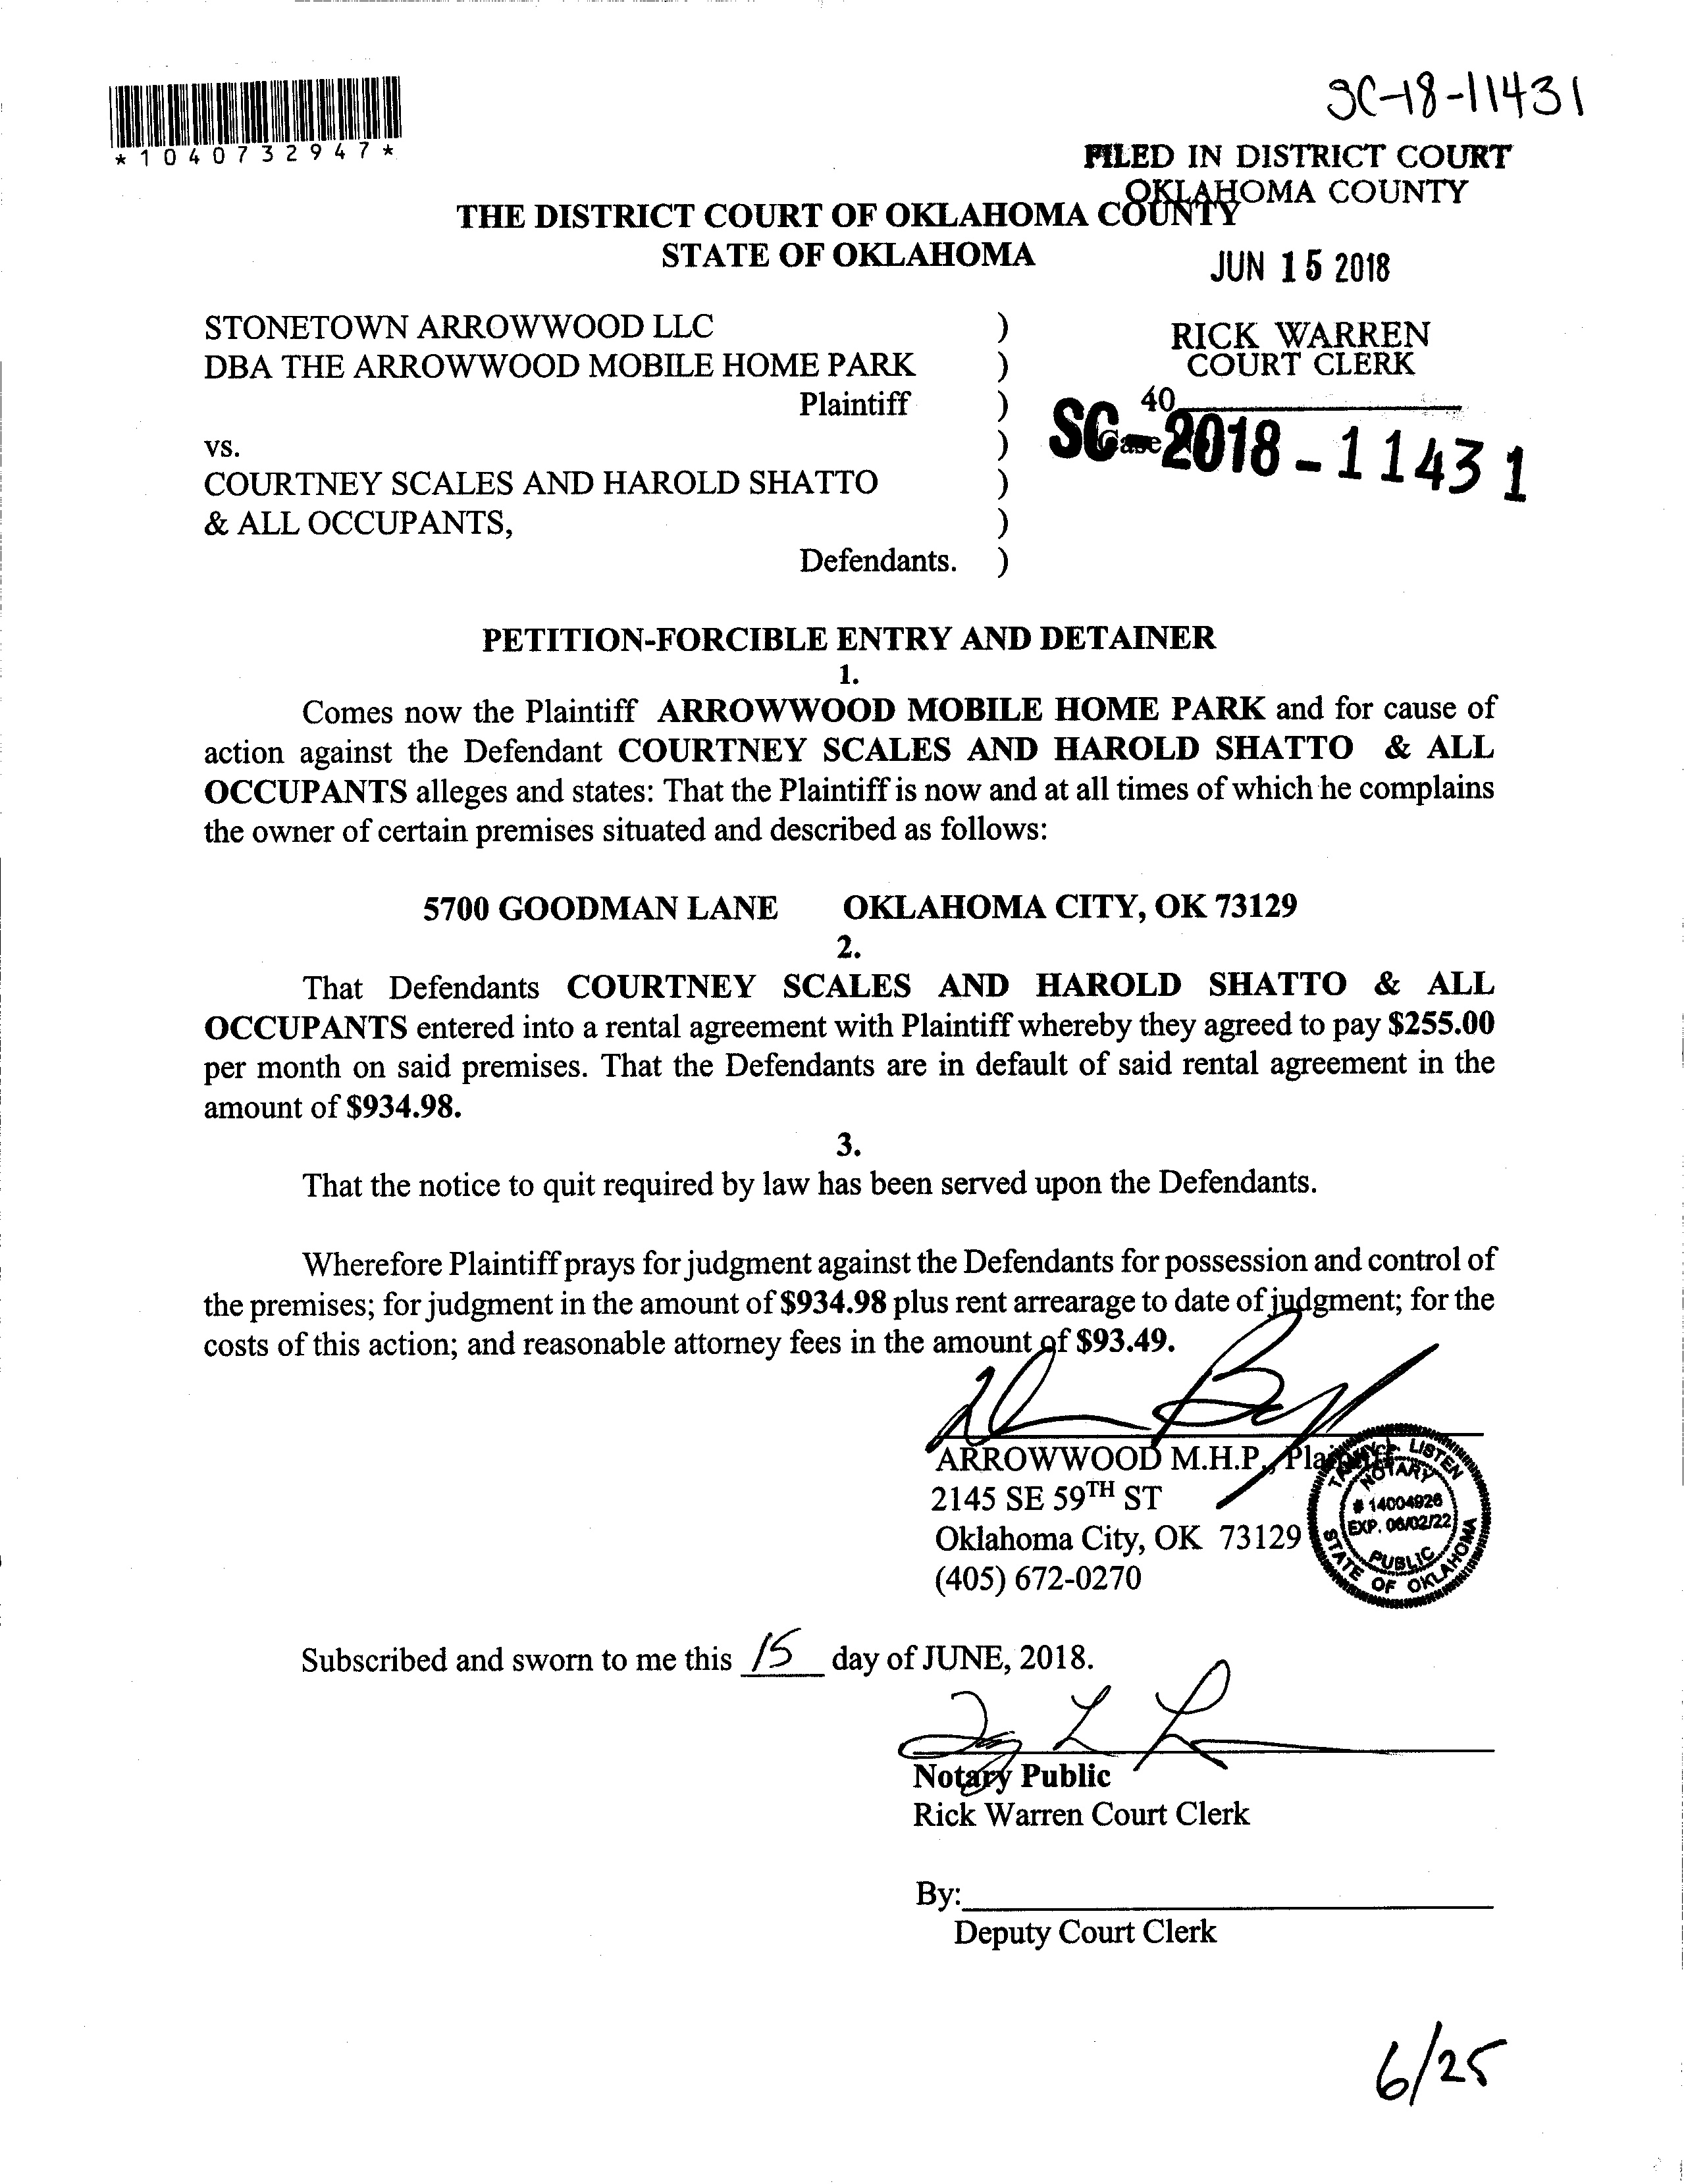 SC-18-11431
*1040732947*
FILED IN DISTRICT COURT
OKLAHOMA COUNTY
THE DISTRICT COURT OF OKLAHOMA COUNTY
STATE OF OKLAHOMA
JUN 15 2018
STONETOWN ARROWWOOD LLC )
DBA THE ARROWWOOD MOBILE HOME PARK )
Plaintiff )
vs. )
COURTNEY SCALES AND HAROLD SHATTO )
& ALL OCCUPANTS, )
Defendants. )
RICK WARREN
COURT CLERK
40
Case
SC-2018-11431
PETITION-FORCIBLE ENTRY AND DETAINER
1.
Comes now the Plaintiff ARROWWOOD MOBILE HOME PARK and for cause of
action against the Defendant COURTNEY SCALES AND HAROLD SHATTO & ALL
OCCUPANTS alleges and states: That the Plaintiff is now and at all times of which he complains
the owner of certain premises situated and described as follows:
5700 GOODMAN LANE OKLAHOMA CITY, OK 73129
2.
That Defendants COURTNEY SCALES AND HAROLD SHATTO & ALL
OCCUPANTS entered into a rental agreement with Plaintiff whereby they agreed to pay $255.00
per month on said premises. That the Defendants are in default of said rental agreement in the
amount of $934.98.
3.
That the notice to quit required by law has been served upon the Defendants.
Wherefore Plaintiff prays for judgment against the Defendants for possession and control of
the premises; for judgment in the amount of $934.98 plus rent arrearage to date of judgment; for the
costs of this action; and reasonable attorney fees in the amount of $93.49.
ARROWWOOD M.H.P., Plaintiff
2145 SE 59TH ST
Oklahoma City, OK 73129
(405) 672-0270
LISTEN
NOTARY
# 14004926
EXP. 06/02/22
PUBLIC
STATE OF OKLAHOMA
Subscribed and sworn to me this 15 day of JUNE, 2018.
Notary Public
Rick Warren Court Clerk
By:
Deputy Court Clerk
6/25